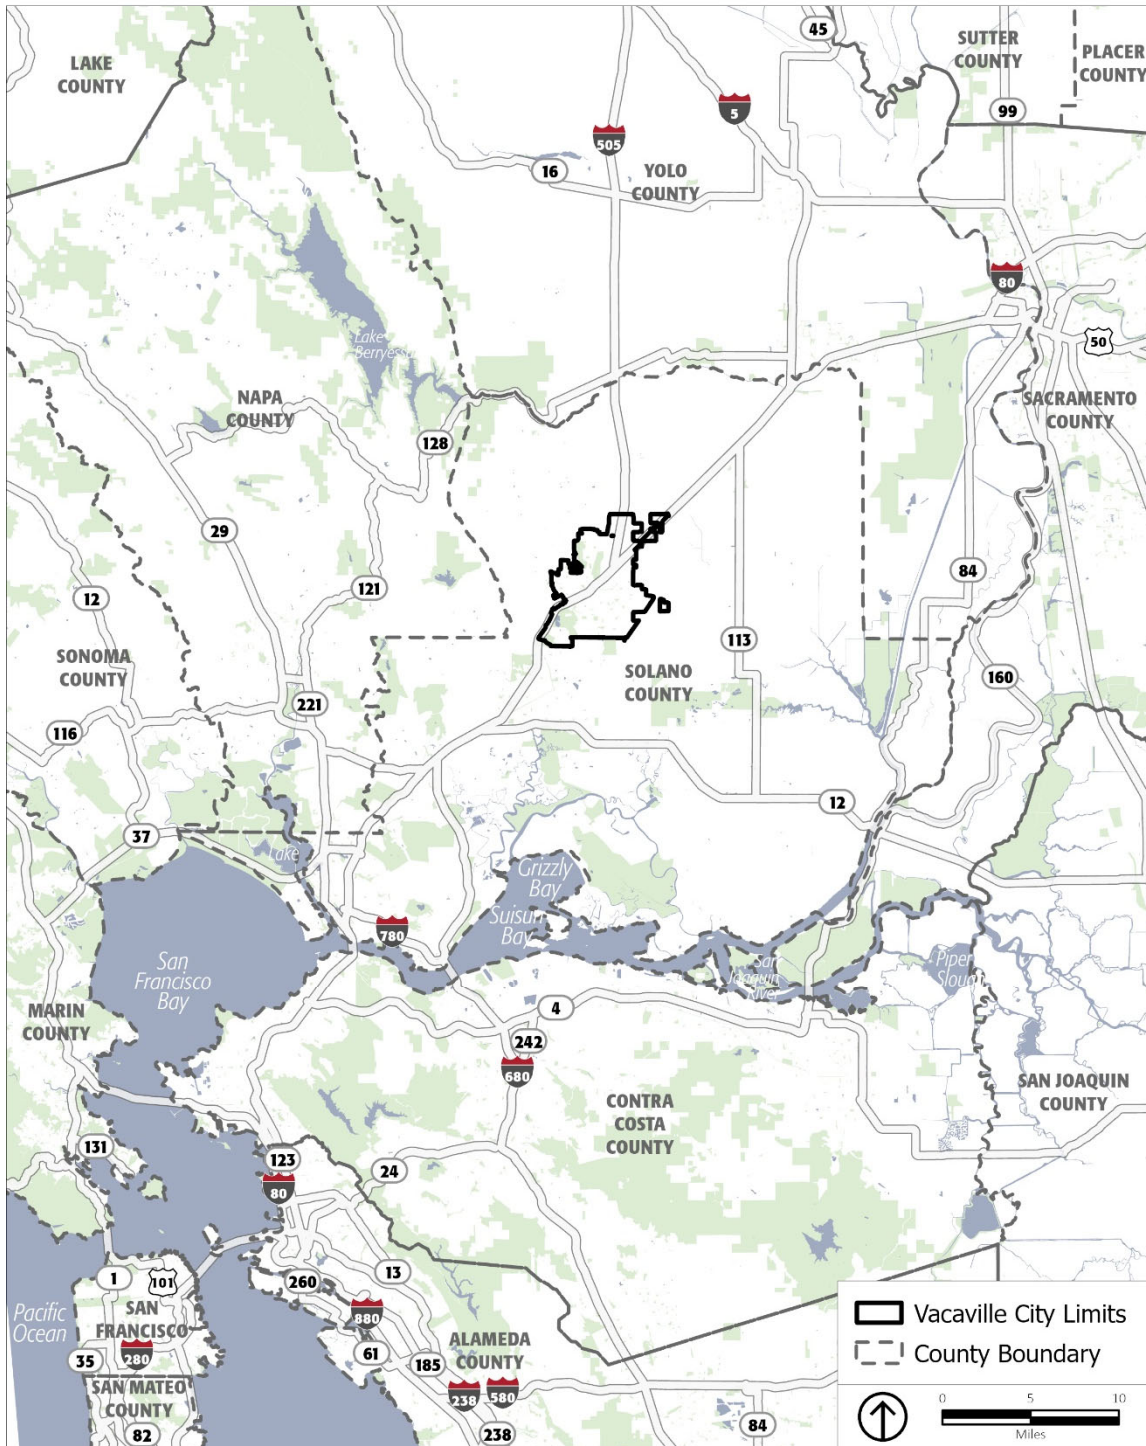 45
SUTTER
COUNTY
PLACER
COUNTY
LAKE
COUNTY
5
99
505
16
YOLO
COUNTY
80
50
Lake
Berryessa
NAPA
COUNTY
SACRAMENTO
COUNTY
128
29
84
121
12
113
SONOMA
COUNTY
SOLANO
COUNTY
160
221
116
12
37
Lake
Grizzly
Bay
Suisun
Bay
780
San
Francisco
Bay
San
Joaquin
River
Piper
Slough
MARIN
COUNTY
4
242
680
SAN JOAQUIN
COUNTY
CONTRA
COSTA
COUNTY
131
123
24
80
1
101
260
13
Pacific
Ocean
SAN
FRANCISCO
880
280
35
61
185
ALAMEDA
COUNTY
SAN MATEO
COUNTY
238
580
82
238
84
Vacaville City Limits
County Boundary
0 5 10
Miles